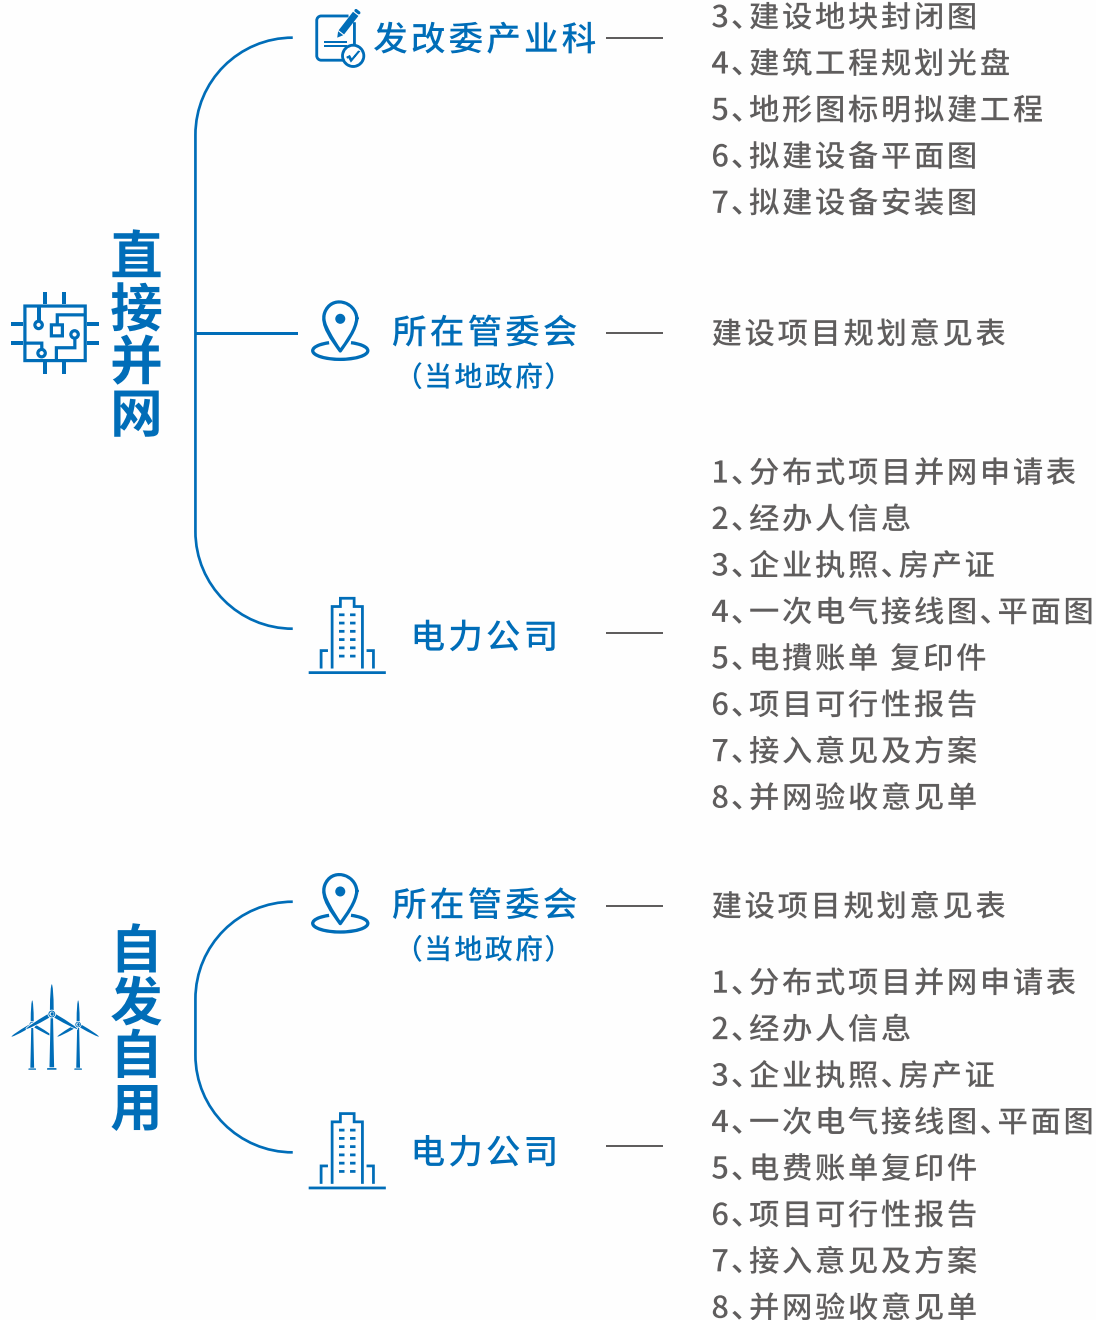 直接并网
发改委产业科
3、建设地块封闭图
4、建筑工程规划光盘
5、地形图标明拟建工程
6、拟建设备平面图
7、拟建设备安装图
所在管委会
（当地政府）
建设项目规划意见表
电力公司
1、分布式项目并网申请表
2、经办人信息
3、企业执照、房产证
4、一次电气接线图、平面图
5、电攒账单 复印件
6、项目可行性报告
7、接入意见及方案
8、并网验收意见单
自发自用
所在管委会
（当地政府）
建设项目规划意见表
电力公司
1、分布式项目并网申请表
2、经办人信息
3、企业执照、房产证
4、一次电气接线图、平面图
5、电费账单复印件
6、项目可行性报告
7、接入意见及方案
8、并网验收意见单